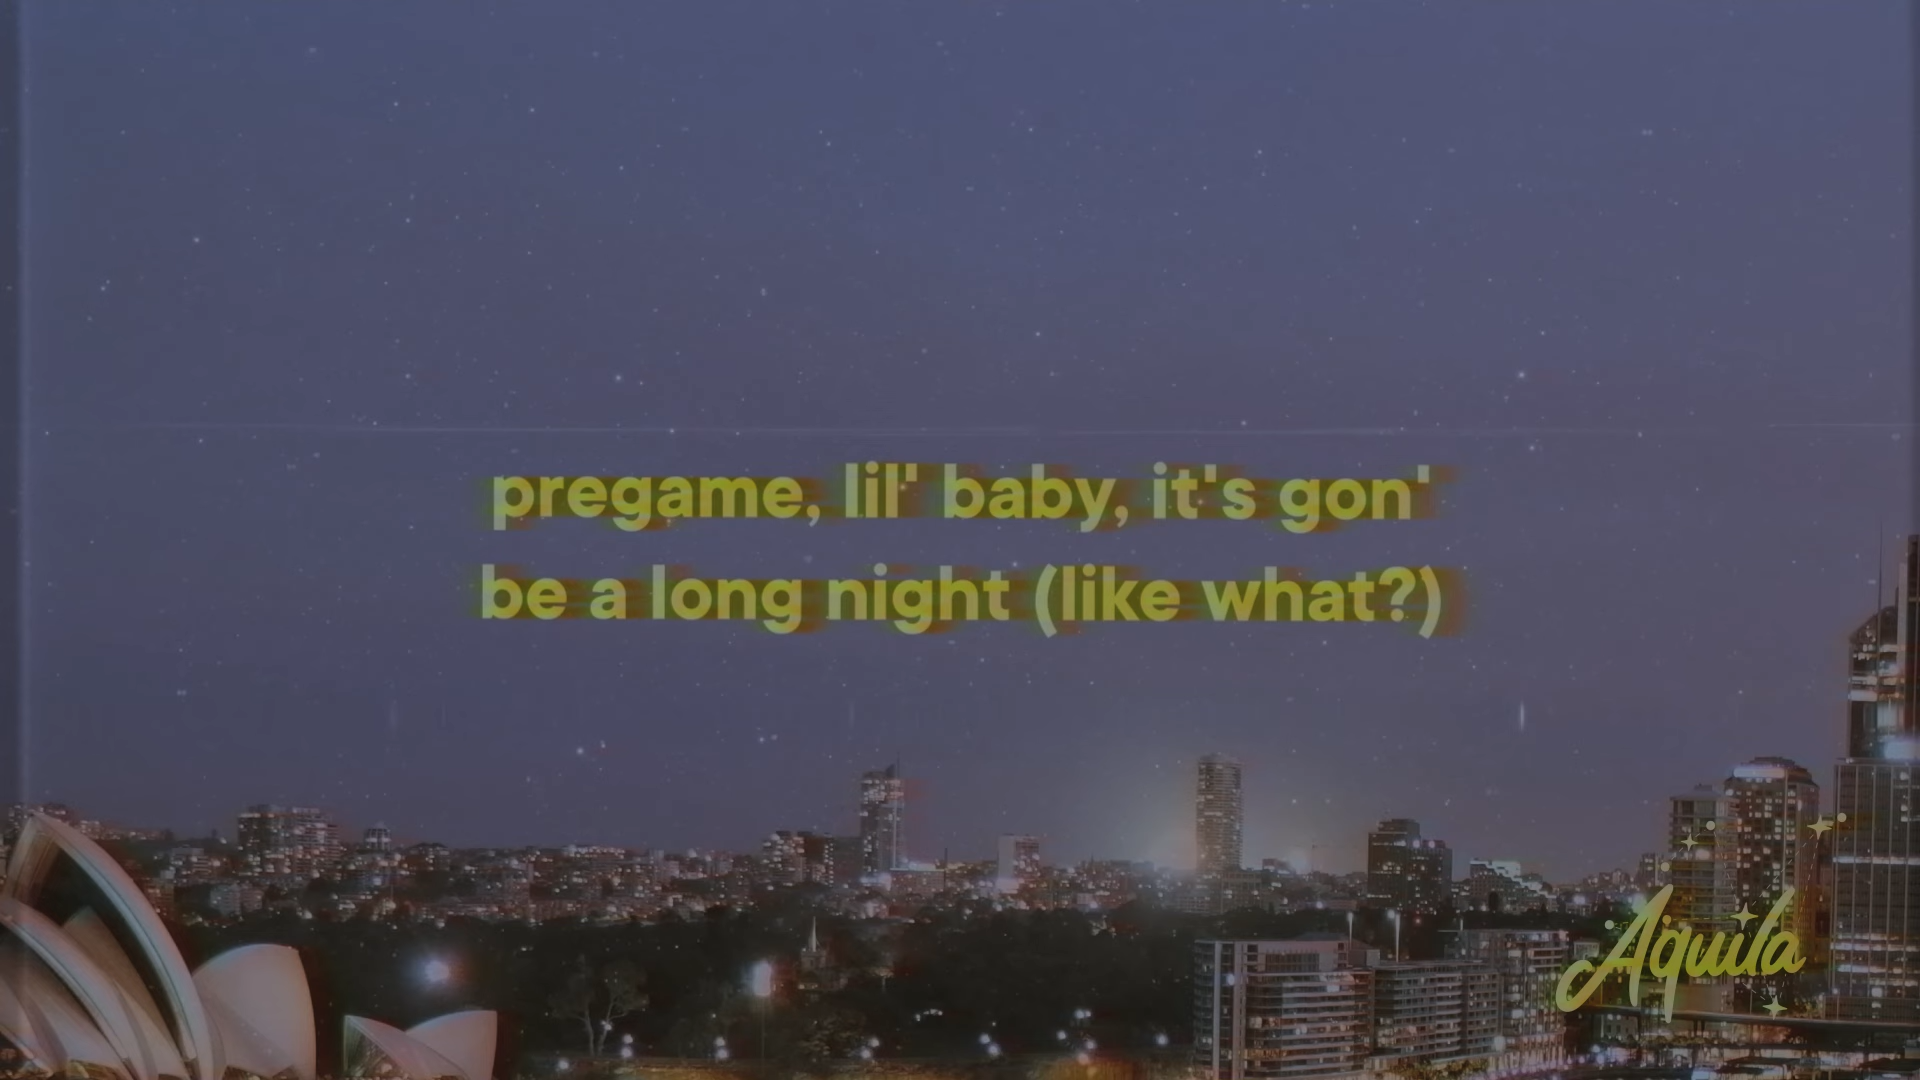 pregame, lil' baby, it's gon'
be a long night (like what?)
Aquila